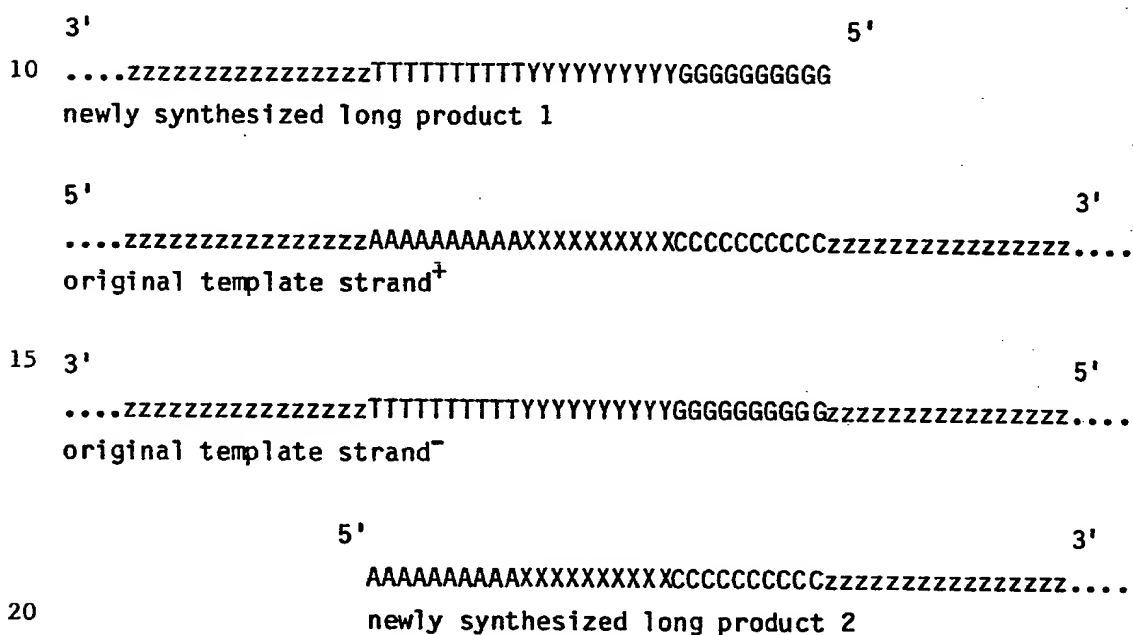 3' 5'
10 ....zzzzzzzzzzzzzzzzTTTTTTTTTTYYYYYYYYYYGGGGGGGGGG
newly synthesized long product 1
5' 3'
....zzzzzzzzzzzzzzzzAAAAAAAAAAXXXXXXXXXXCCCCCCCCCCzzzzzzzzzzzzzzzz....
original template strand⁺
15 3' 5'
....zzzzzzzzzzzzzzzzTTTTTTTTTTYYYYYYYYYYGGGGGGGGGGzzzzzzzzzzzzzzzz....
original template strand⁻
5' 3'
AAAAAAAAAAXXXXXXXXXXCCCCCCCCCCzzzzzzzzzzzzzzzz....
20 newly synthesized long product 2